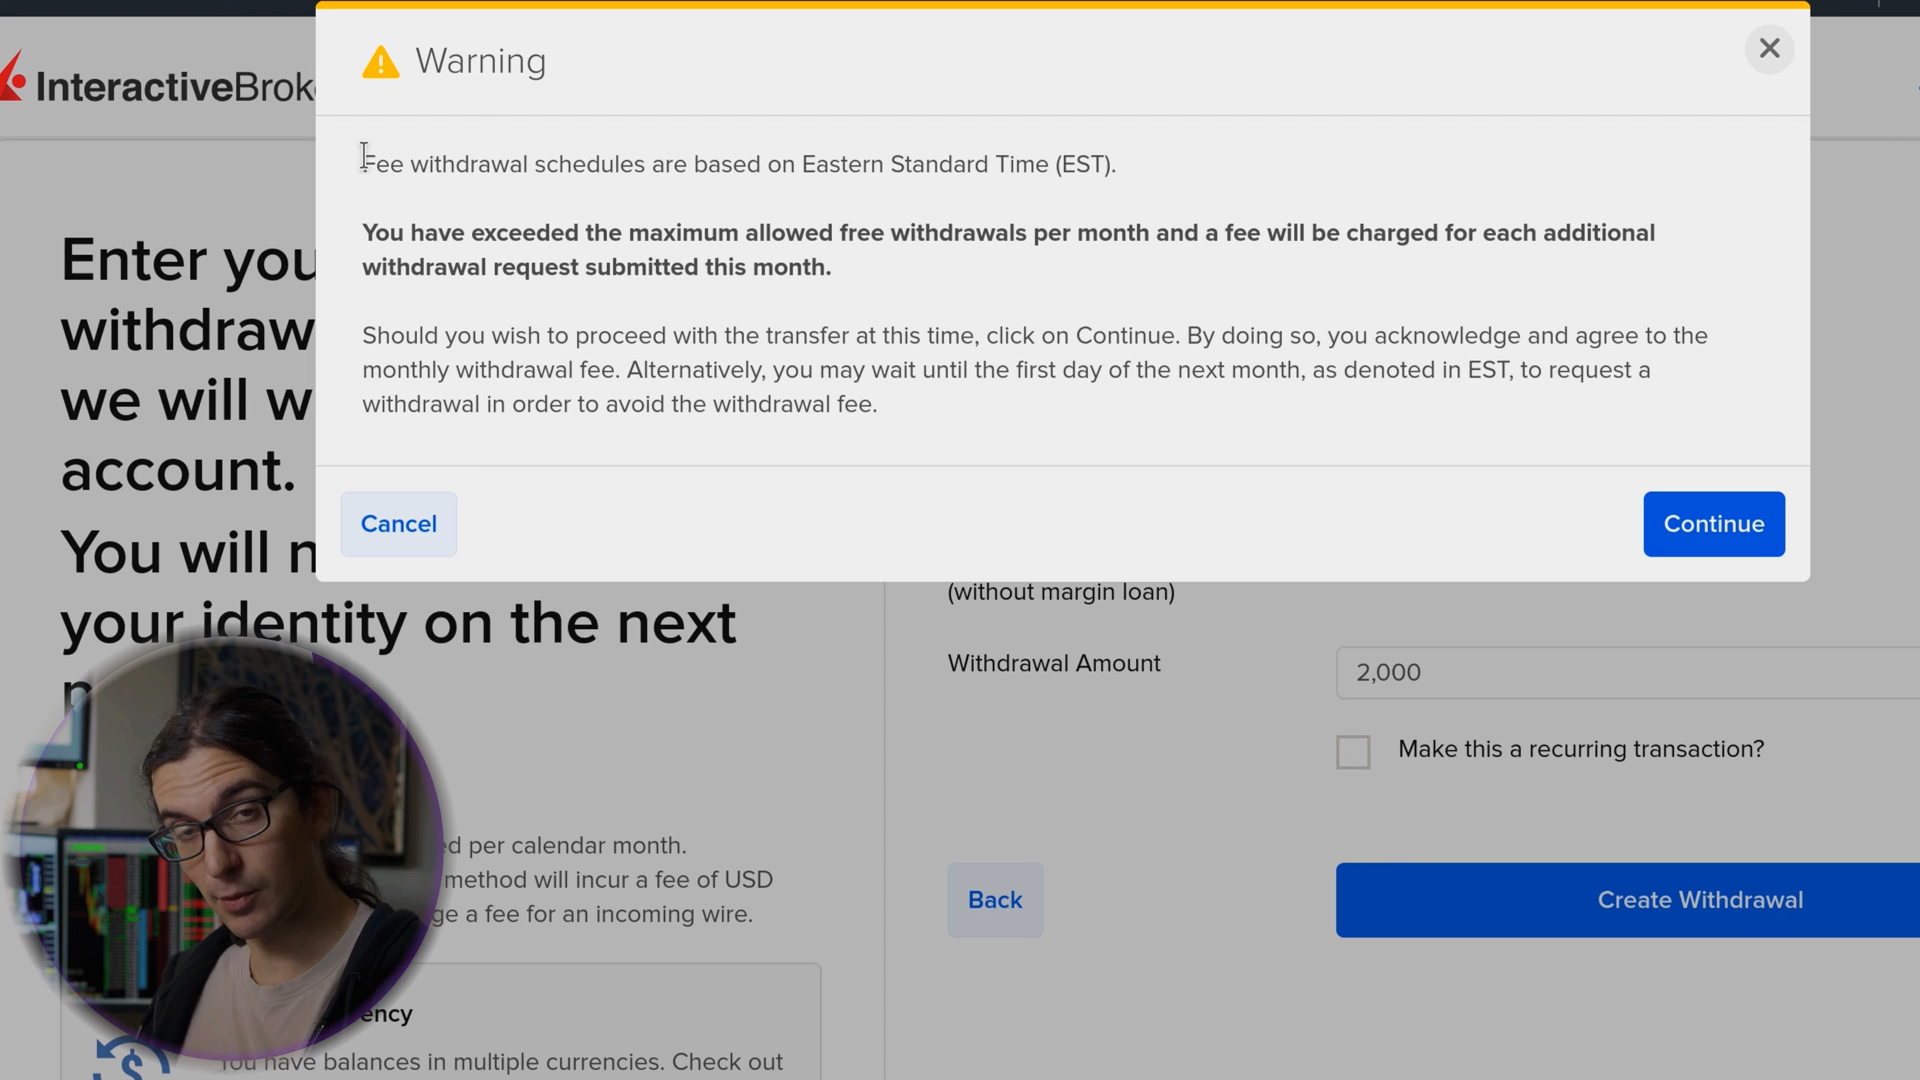 Warning
InteractiveBrok
Fee withdrawal schedules are based on Eastern Standard Time (EST).
You have exceeded the maximum allowed free withdrawals per month and a fee will be charged for each additional
withdrawal request submitted this month.
Should you wish to proceed with the transfer at this time, click on Continue. By doing so, you acknowledge and agree to the
monthly withdrawal fee. Alternatively, you may wait until the first day of the next month, as denoted in EST, to request a
withdrawal in order to avoid the withdrawal fee.
Cancel
Continue
Enter you
withdraw
we will w
account.
You will n
your identity on the next
ed per calendar month.
method will incur a fee of USD
ge a fee for an incoming wire.
ency
You have balances in multiple currencies. Check out
(without margin loan)
Withdrawal Amount
2,000
Make this a recurring transaction?
Back
Create Withdrawal